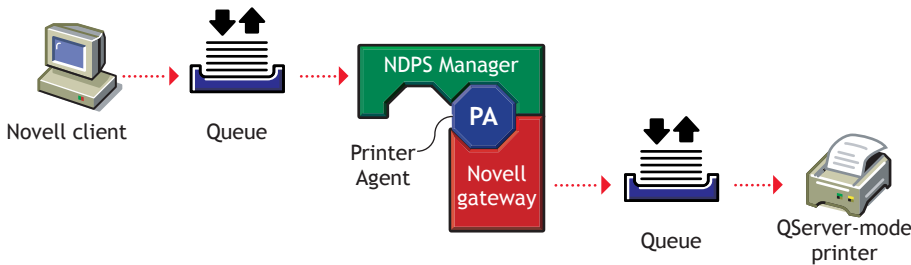 Novell client
Queue
NDPS Manager
PA
Printer
Agent
Novell
gateway
Queue
QServer-mode
printer